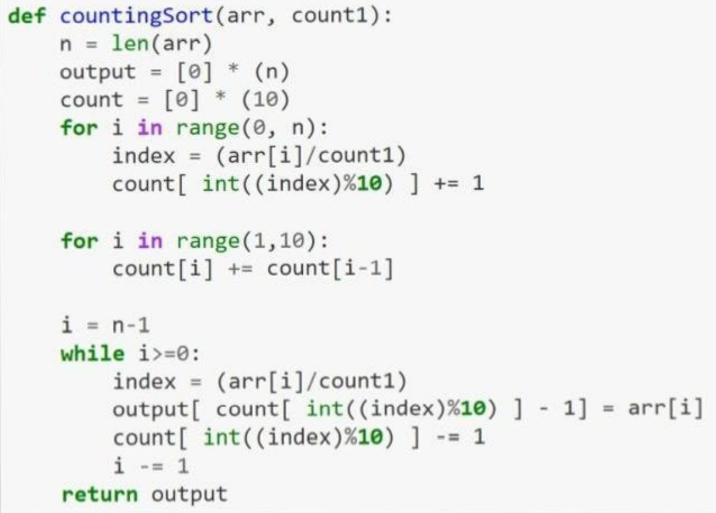 def countingSort(arr, count1):
    n = len(arr)
    output = [0] * (n)
    count = [0] * (10)
    for i in range(0, n):
        index = (arr[i]/count1)
        count[ int((index)%10) ] += 1

    for i in range(1,10):
        count[i] += count[i-1]

    i = n-1
    while i>=0:
        index = (arr[i]/count1)
        output[ count[ int((index)%10) ] - 1] = arr[i]
        count[ int((index)%10) ] -= 1
        i -= 1
    return output